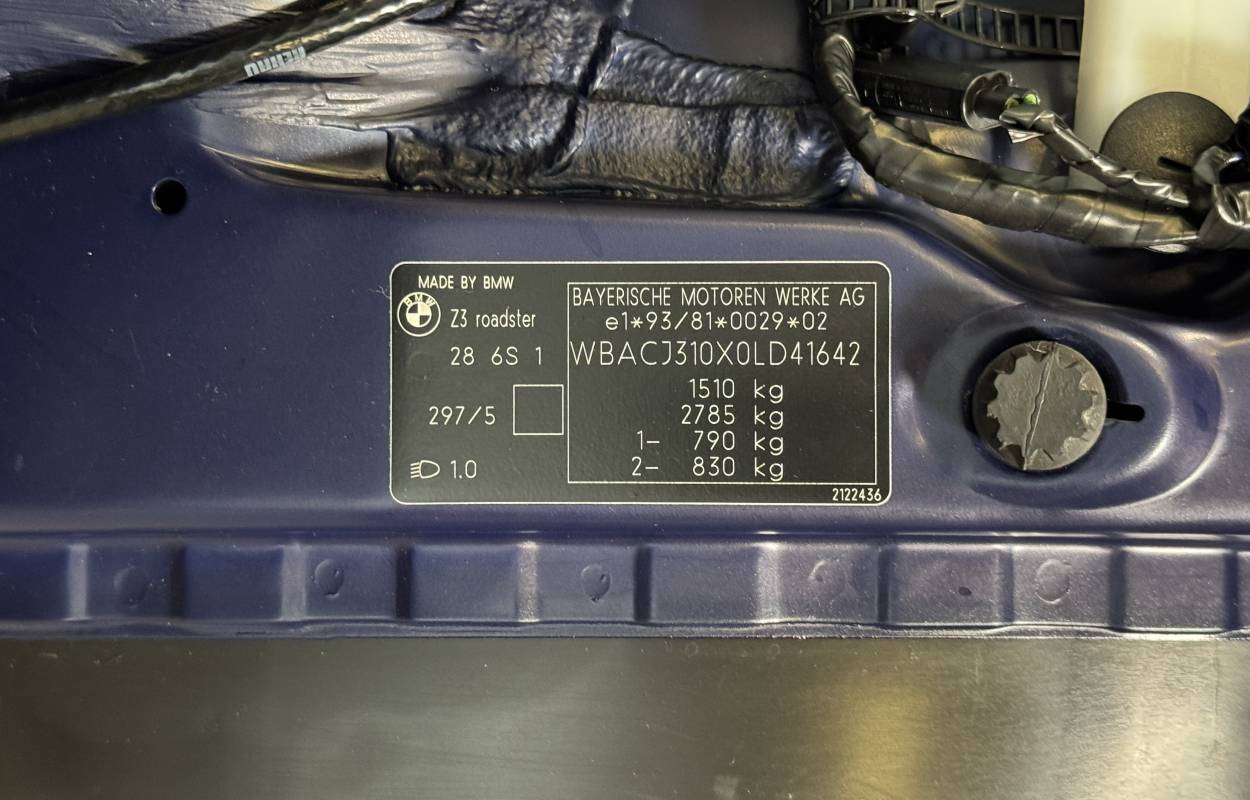 MADE BY BMW
BMW
Z3 roadster
28 6S 1
297/5
1.0
BAYERISCHE MOTOREN WERKE AG
e1*93/81*0029*02
WBACJ310X0LD41642
1510 kg
2785 kg
1- 790 kg
2- 830 kg
2122436